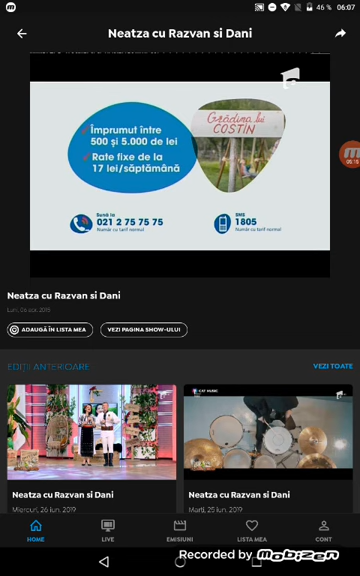 46 % 06:07
Neatza cu Razvan si Dani
Împrumut între
500 și 5.000 de lei
Rate fixe de la
17 lei/săptămână
Grădina lui
COSTIN
Sună la
021 2 75 75 75
Număr cu tarif normal
SMS
1805
Număr cu tarif normal
Neatza cu Razvan si Dani
ADAUGĂ ÎN LISTA MEA
VEZI PAGINA SHOW-ULUI
EDIȚII ANTERIOARE
VEZI TOATE
CAT MUSIC
Neatza cu Razvan si Dani
Miercuri, 26 iun. 2019
Neatza cu Razvan si Dani
Marți, 25 iun. 2019
HOME
LIVE
EMISIUNI
LISTA MEA
CONT
Recorded by mobizen